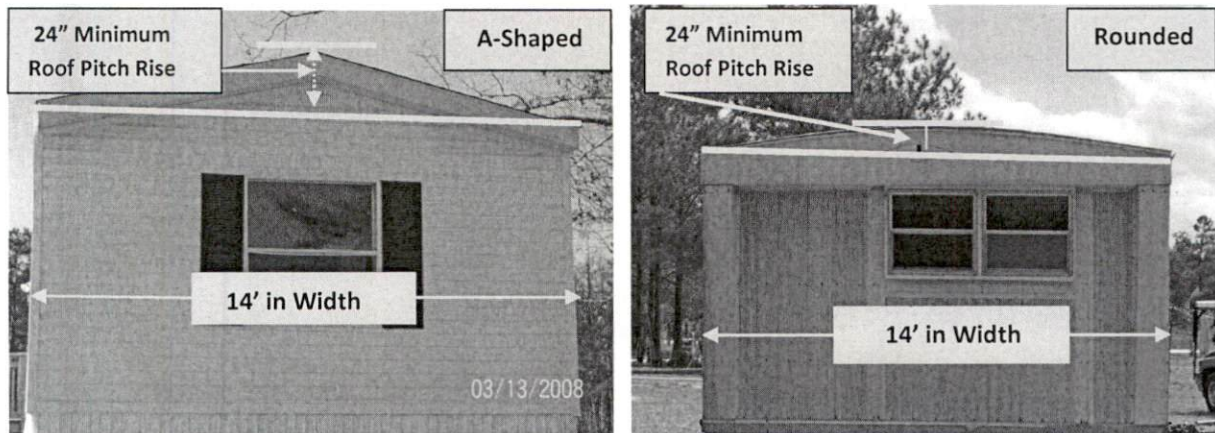 24” Minimum
Roof Pitch Rise
A-Shaped
14’ in Width
03/13/2008
24” Minimum
Roof Pitch Rise
Rounded
14’ in Width